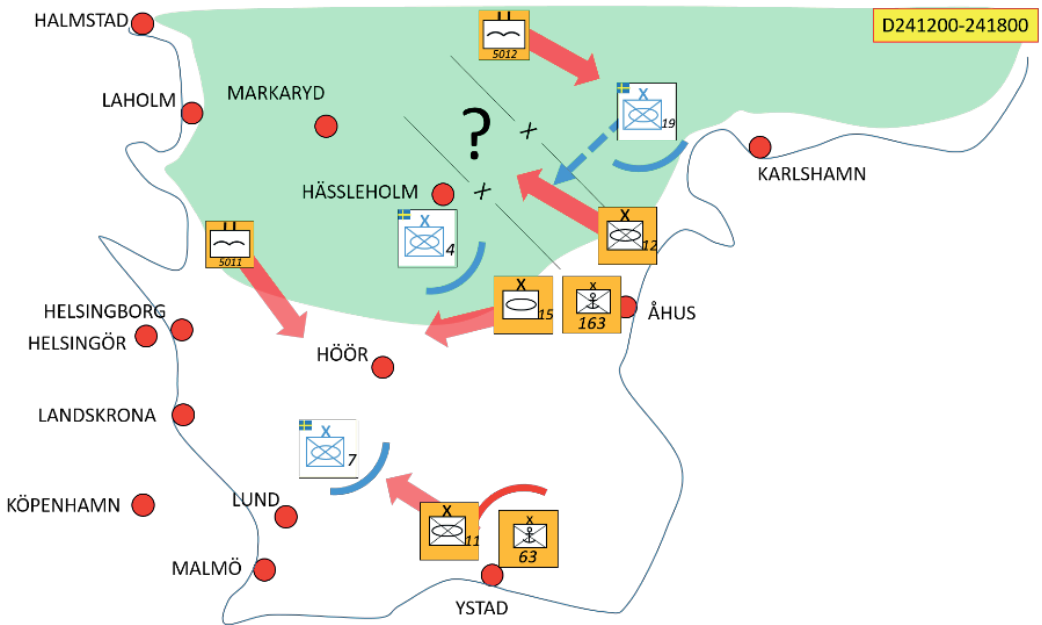 HALMSTAD
D241200-241800
5012
LAHOLM
MARKARYD
?
X
X
19
KARLSHAMN
HÄSSLEHOLM
X
X
4
X
12
5011
X
15
X
163
ÅHUS
HELSINGBORG
HELSINGÖR
HÖÖR
LANDSKRONA
X
7
KÖPENHAMN
LUND
X
11
X
63
MALMÖ
YSTAD